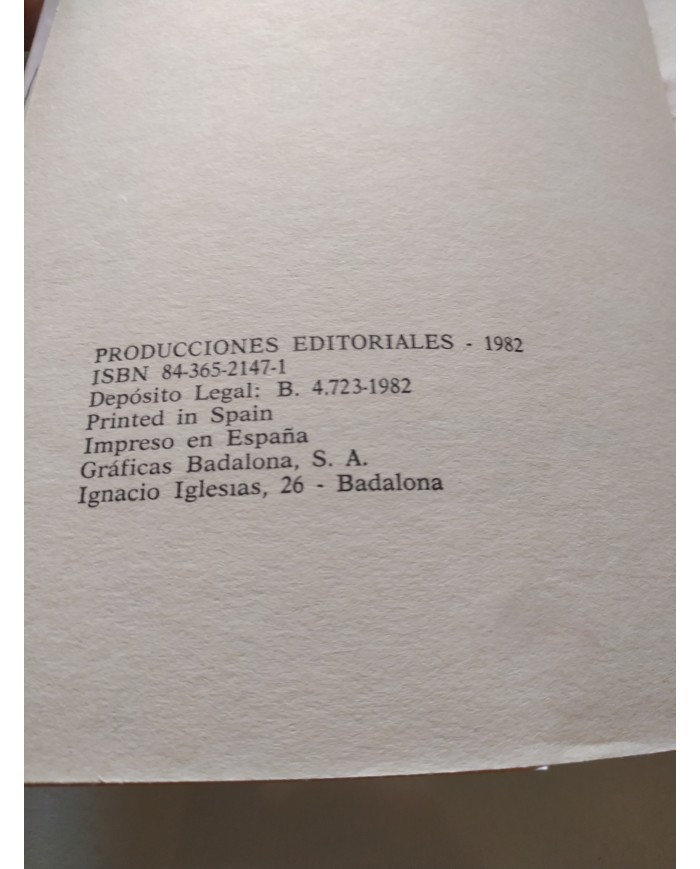 PRODUCCIONES EDITORIALES - 1982
ISBN 84-365-2147-1
Depósito Legal: B. 4.723-1982
Printed in Spain
Impreso en España
Gráficas Badalona, S. A.
Ignacio Iglesias, 26 - Badalona